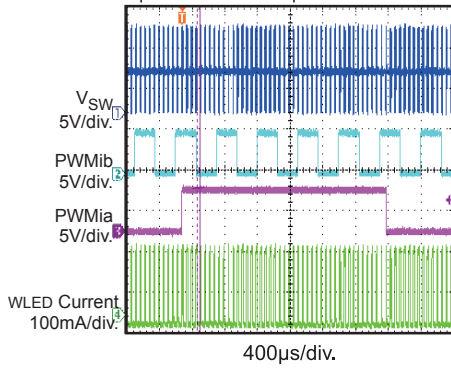 T
VSW
5V/div.
1
PWMib
5V/div.
2
PWMia
5V/div.
3
WLED Current
100mA/div.
4
400µs/div.